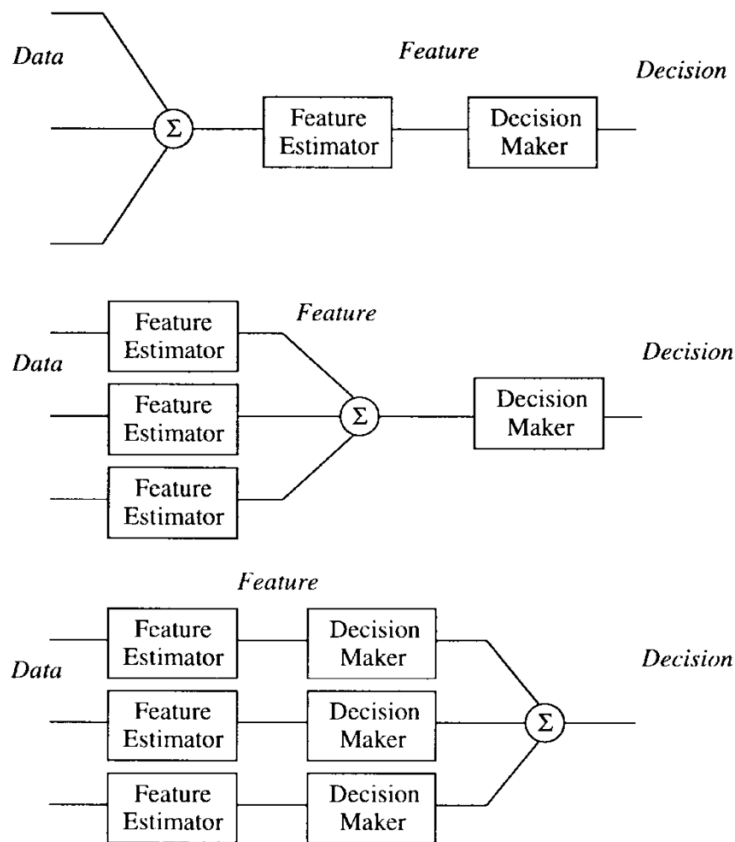 Data
Feature
Decision
Σ
Feature
Estimator
Decision
Maker
Feature
Estimator
Feature
Decision
Data
Feature
Estimator
Σ
Decision
Maker
Feature
Estimator
Feature
Feature
Estimator
Decision
Maker
Decision
Data
Feature
Estimator
Decision
Maker
Σ
Feature
Estimator
Decision
Maker